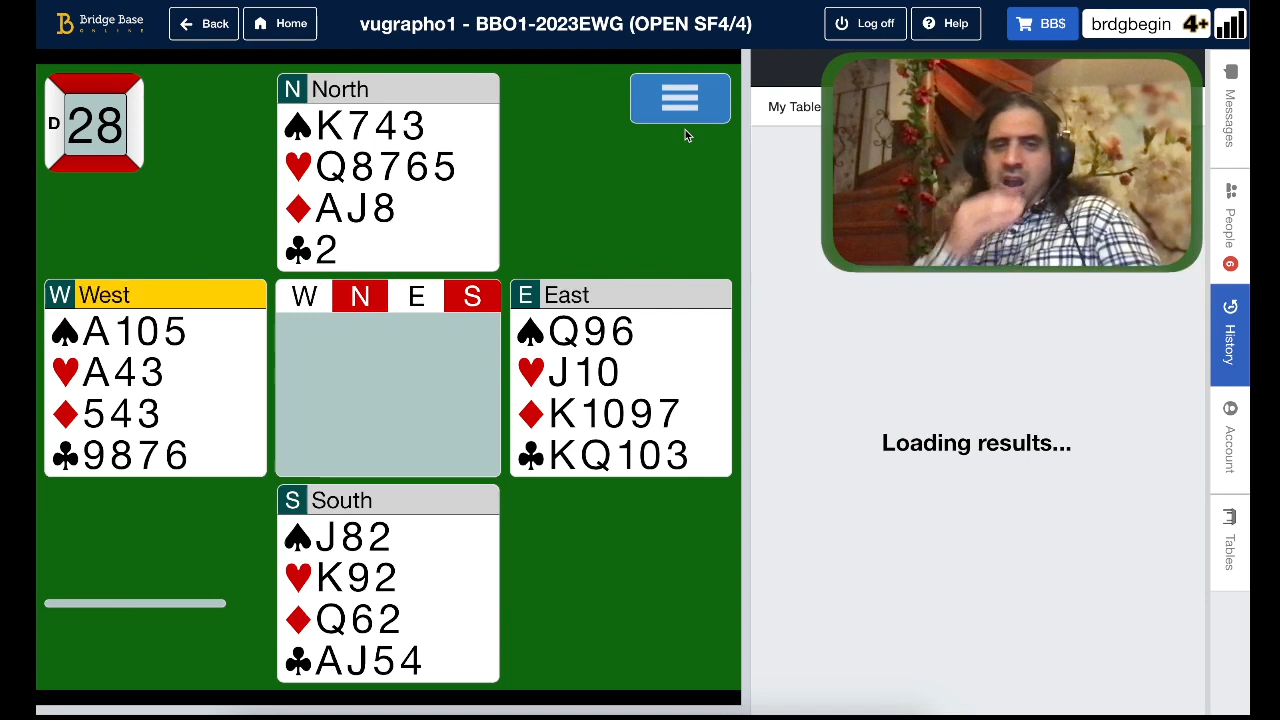 Bridge Base
ONLINE
Back
Home
vugrapho1 - BBO1-2023EWG (OPEN SF4/4)
Log off
Help
BB$
brdgbegin 4+
D 28
N North
♠K743
♥Q8765
♦AJ8
♣2
My Table
W West
♠A105
♥A43
♦543
♣9876
W N E S
E East
♠Q96
♥J10
♦K1097
♣KQ103
S South
♠J82
♥K92
♦Q62
♣AJ54
Loading results...
Messages
People 6
History
Account
Tables